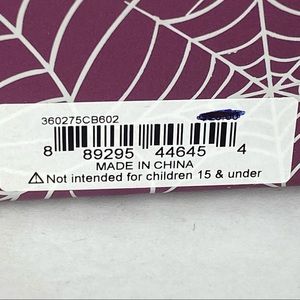 360275CB602
8 89295 44645 4
MADE IN CHINA
⚠Not intended for children 15 & under